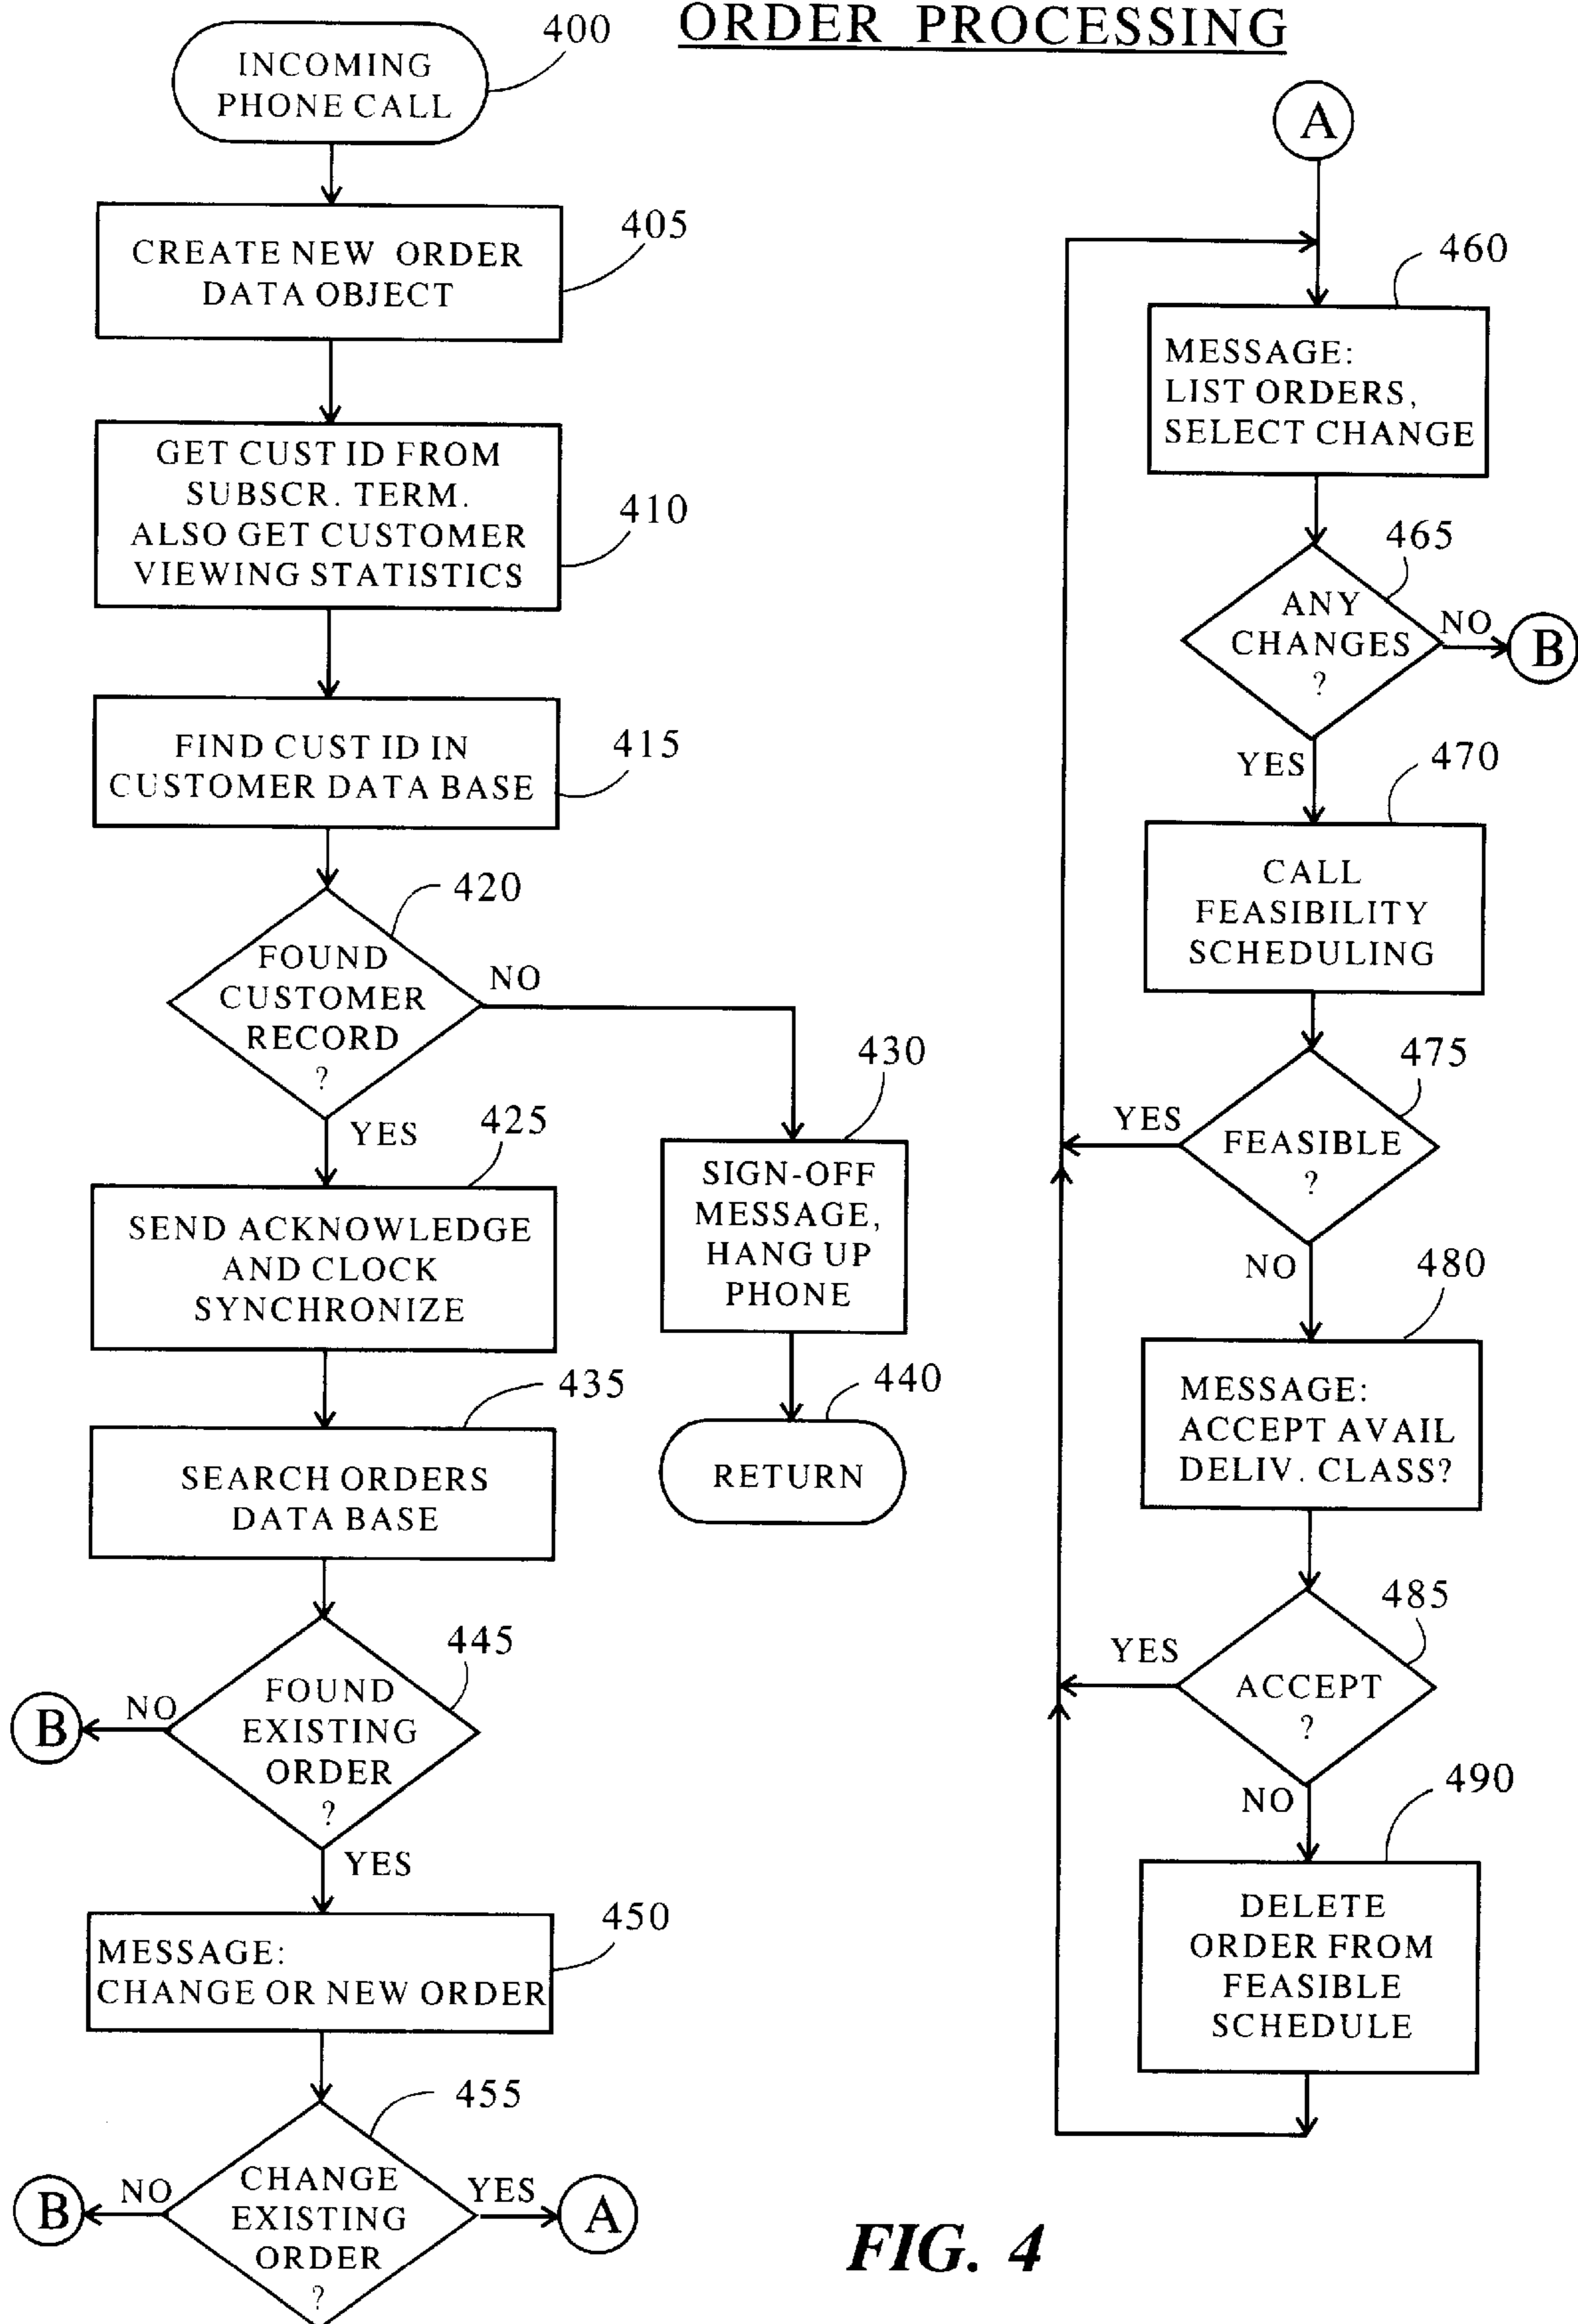 ORDER PROCESSING
400
INCOMING
PHONE CALL
405
CREATE NEW ORDER
DATA OBJECT
410
GET CUST ID FROM
SUBSCR. TERM.
ALSO GET CUSTOMER
VIEWING STATISTICS
415
FIND CUST ID IN
CUSTOMER DATA BASE
420
FOUND
CUSTOMER
RECORD
?
NO
YES
425
SEND ACKNOWLEDGE
AND CLOCK
SYNCHRONIZE
430
SIGN-OFF
MESSAGE,
HANG UP
PHONE
440
RETURN
435
SEARCH ORDERS
DATA BASE
445
FOUND
EXISTING
ORDER
?
NO
B
YES
450
MESSAGE:
CHANGE OR NEW ORDER
455
CHANGE
EXISTING
ORDER
?
NO
B
YES
A
A
460
MESSAGE:
LIST ORDERS,
SELECT CHANGE
465
ANY
CHANGES
?
NO
B
YES
470
CALL
FEASIBILITY
SCHEDULING
475
FEASIBLE
?
YES
NO
480
MESSAGE:
ACCEPT AVAIL
DELIV. CLASS?
485
ACCEPT
?
YES
NO
490
DELETE
ORDER FROM
FEASIBLE
SCHEDULE
FIG. 4